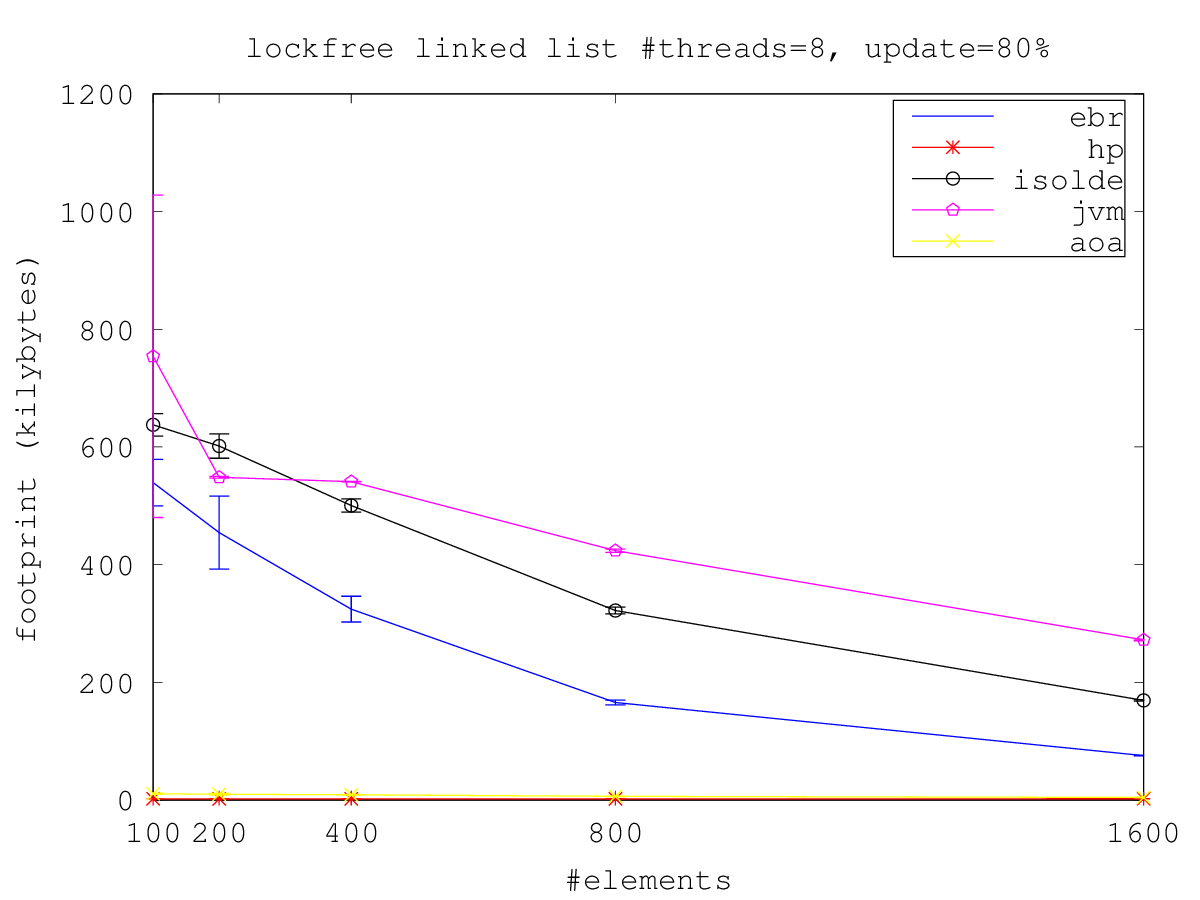 lockfree linked list #threads=8, update=80%
1200
1000
800
600
400
200
0
footprint (kilybytes)
ebr
hp
isolde
jvm
aoa
100 200 400 800 1600
#elements